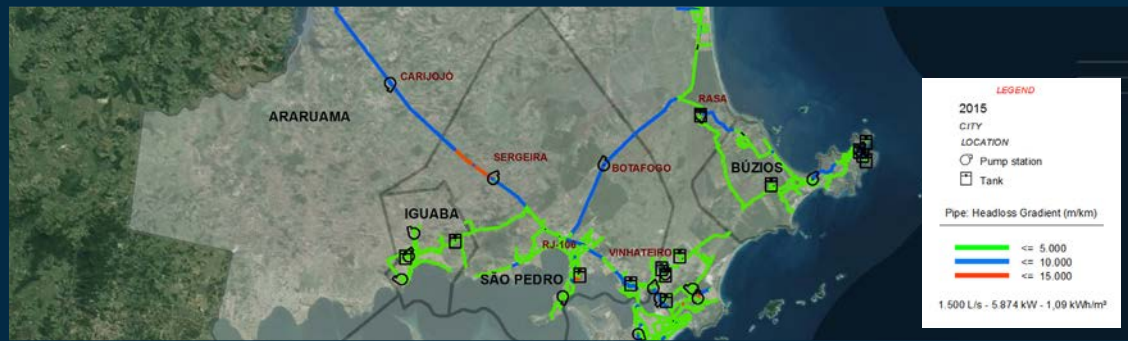 CARIJOJÓ
ARARUAMA
RASA
SERGEIRA
BOTAFOGO
BÚZIOS
IGUABA
RJ-106
VINHATEIRO
SÃO PEDRO
LEGEND
2015
CITY
LOCATION
Pump station
Tank
Pipe: Headloss Gradient (m/km)
<= 5.000
<= 10.000
<= 15.000
1.500 L/s - 5.874 kW - 1,09 kWh/m³